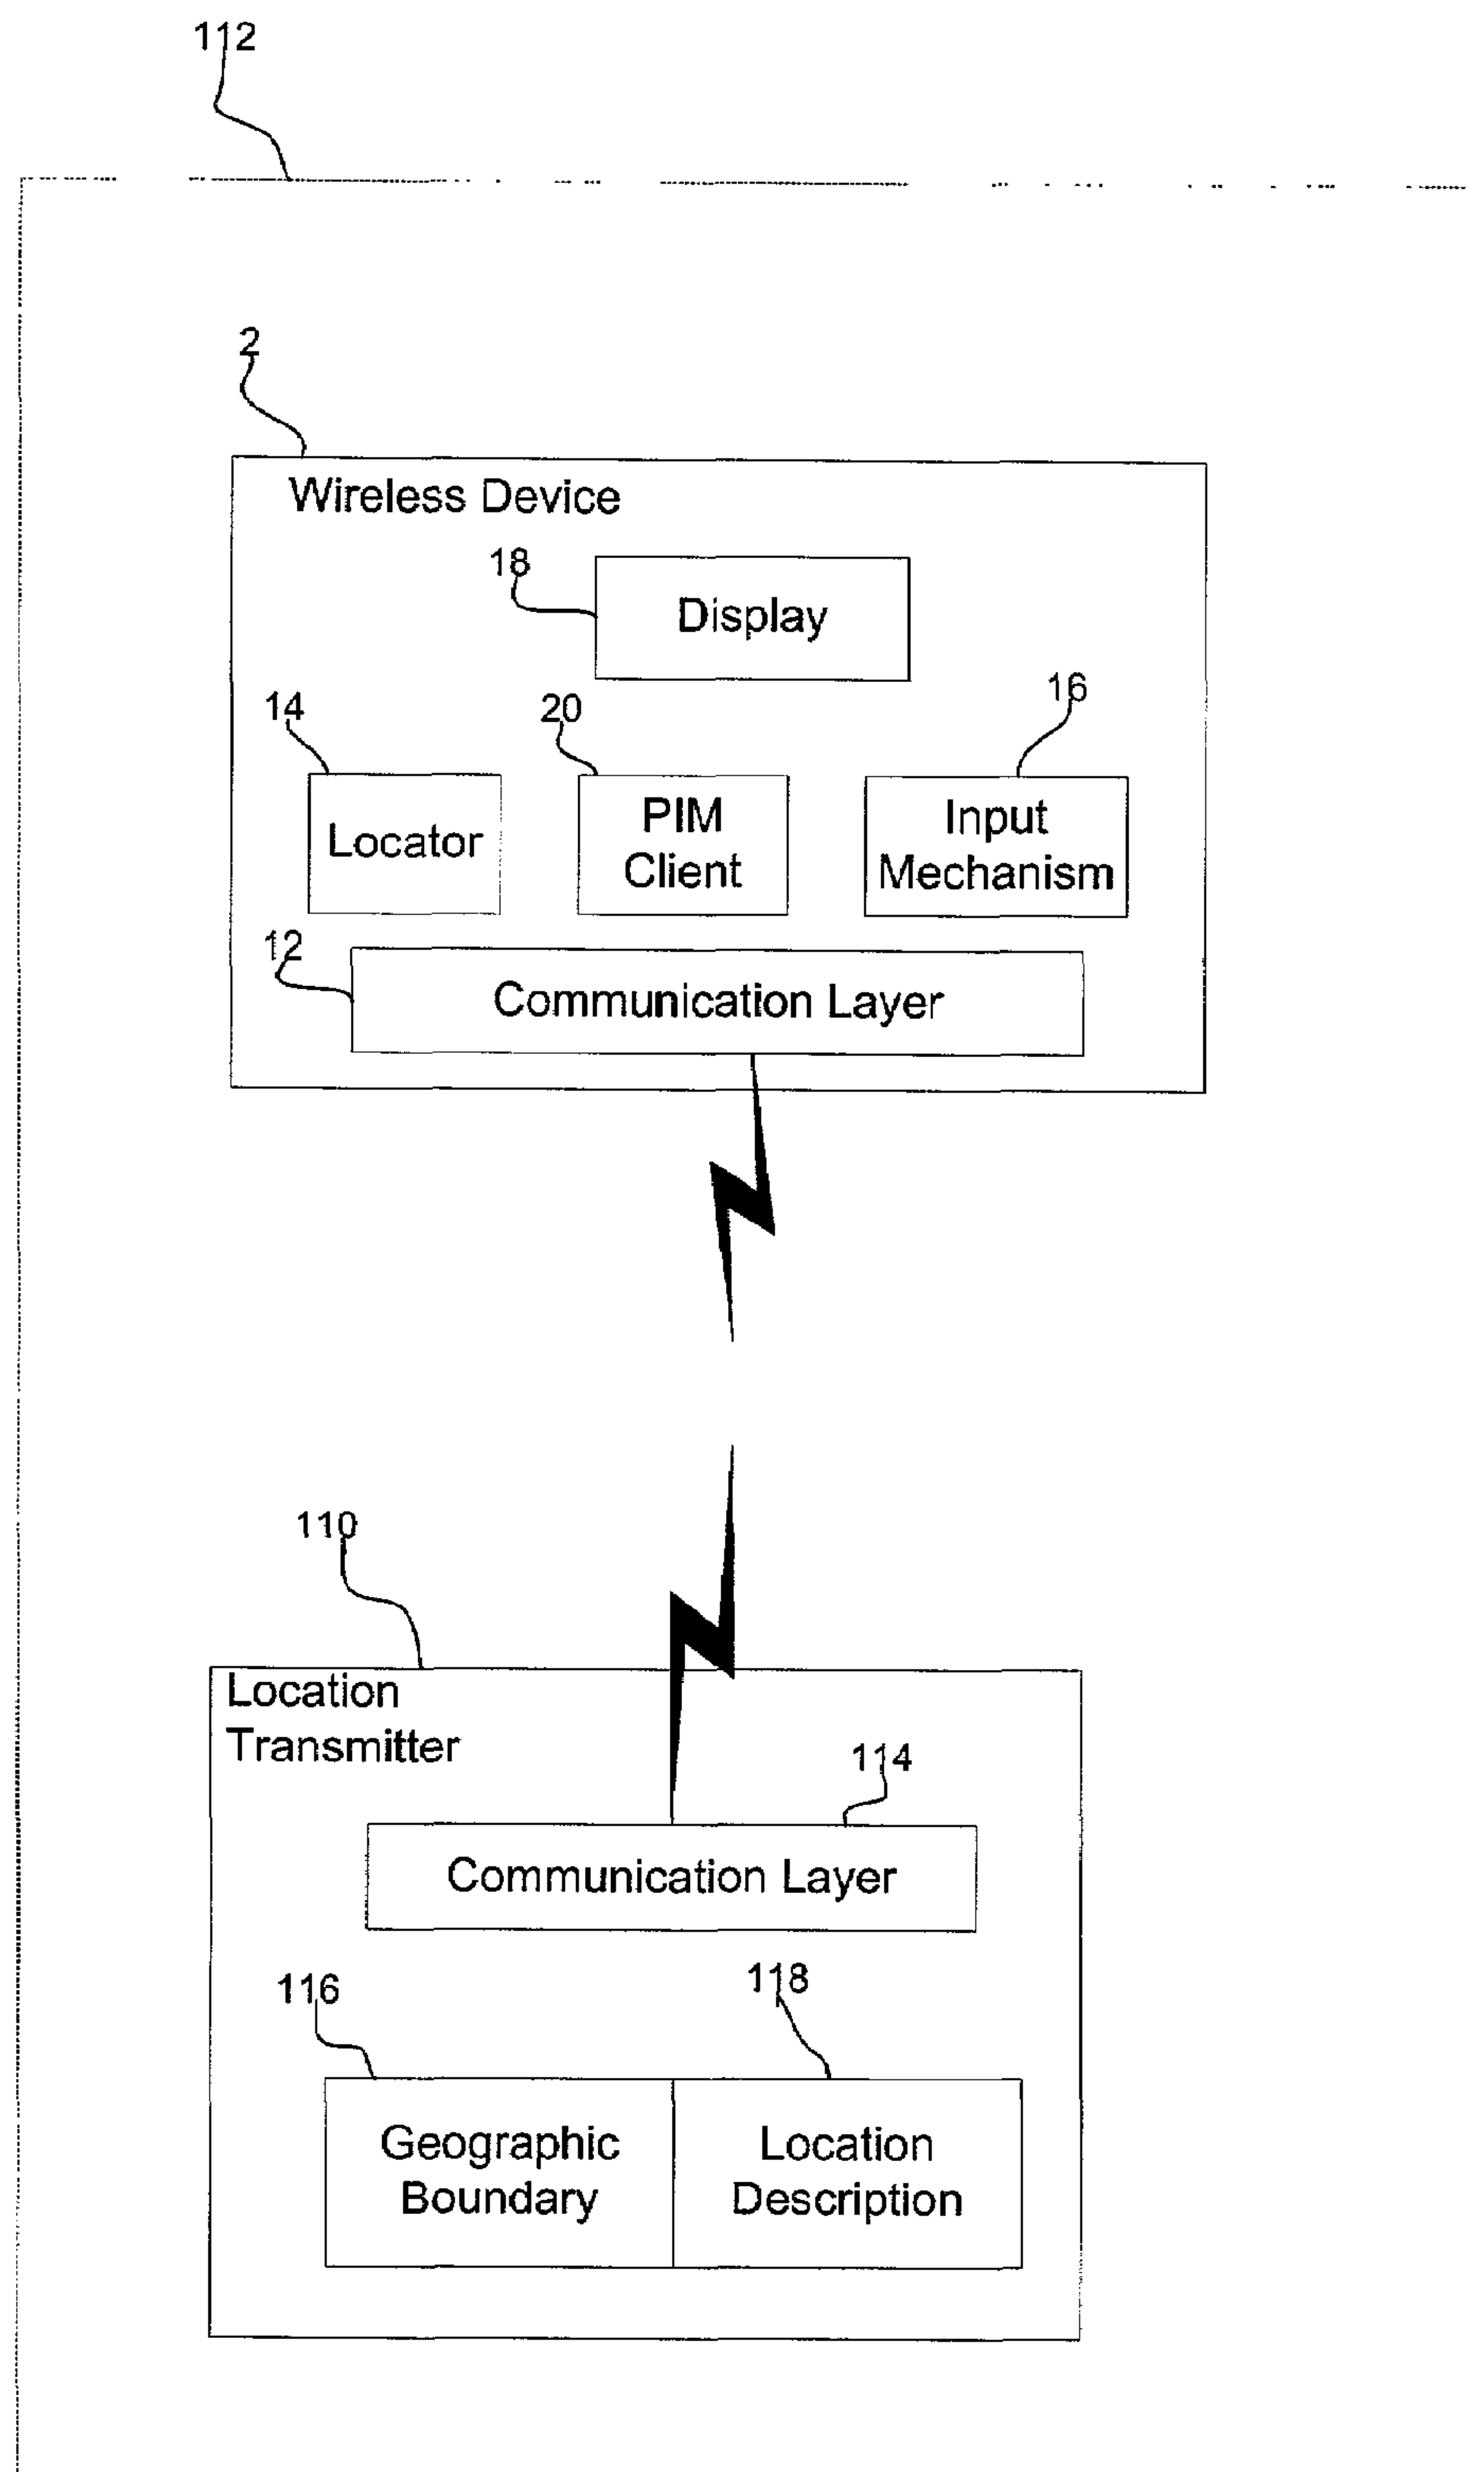 112
2
Wireless Device
18
Display
14
20
16
Locator
PIM
Client
Input
Mechanism
12
Communication Layer
110
Location
Transmitter
114
Communication Layer
116
118
Geographic
Boundary
Location
Description